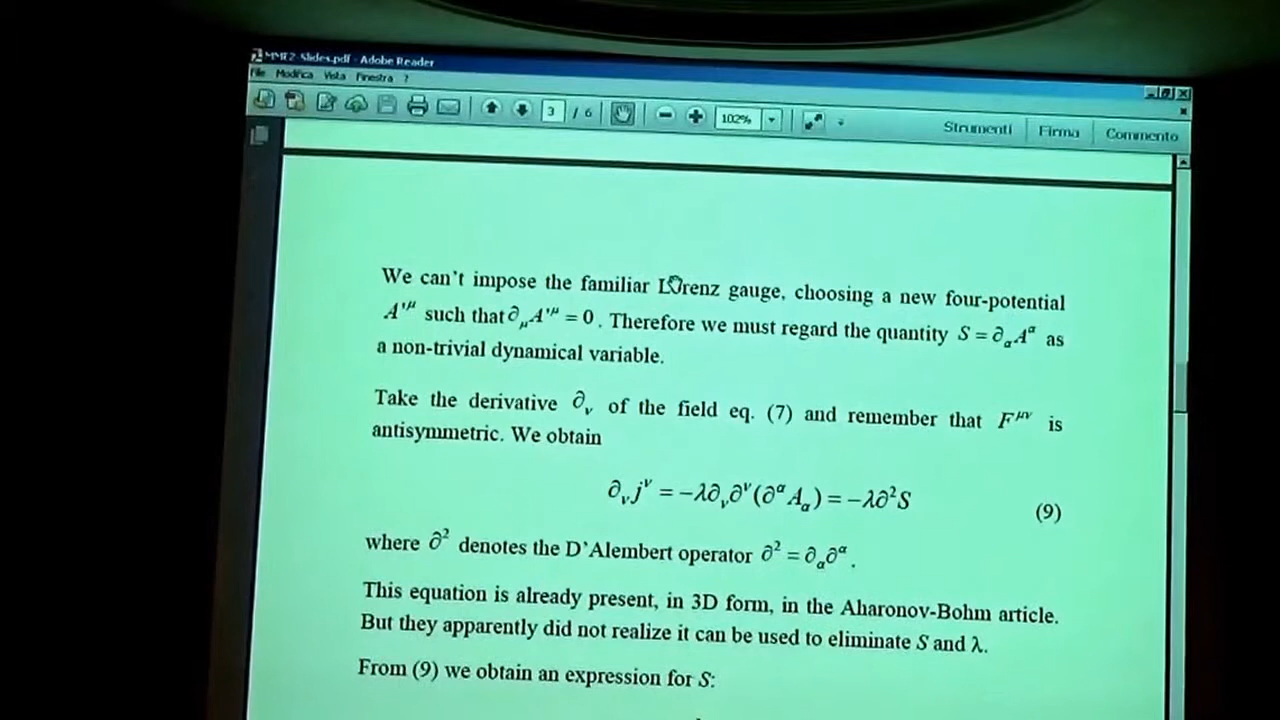 MMF2-Slides.pdf - Adobe Reader
File Modifica Vista Finestra ?
3 / 6 102% Strumenti Firma Commento
We can't impose the familiar Lorenz gauge, choosing a new four-potential
A'^μ such that ∂_μ A'^μ = 0. Therefore we must regard the quantity S = ∂_α A^α as
a non-trivial dynamical variable.
Take the derivative ∂_ν of the field eq. (7) and remember that F^μν is
antisymmetric. We obtain
∂_ν j^ν = −λ∂_ν ∂^ν (∂^α A_α) = −λ∂² S (9)
where ∂² denotes the D'Alembert operator ∂² = ∂_α ∂^α.
This equation is already present, in 3D form, in the Aharonov-Bohm article.
But they apparently did not realize it can be used to eliminate S and λ.
From (9) we obtain an expression for S: